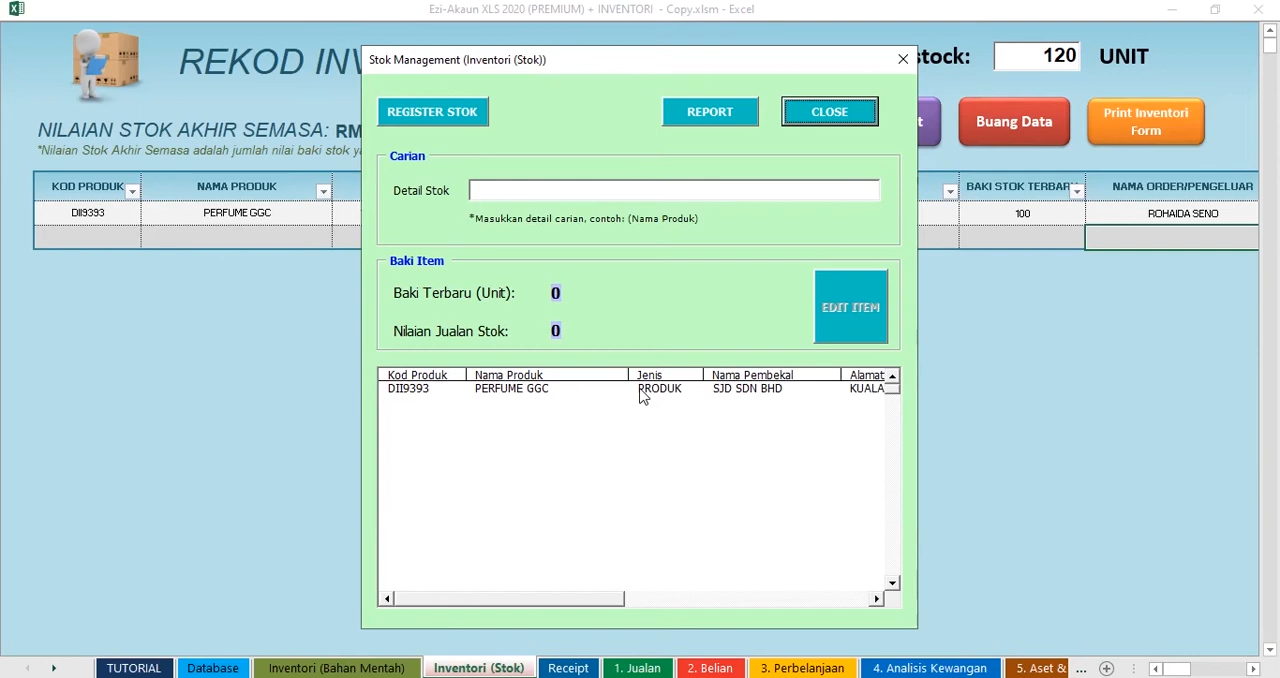 Ezi-Akaun XLS 2020 (PREMIUM) + INVENTORI - Copy.xlsm - Excel
REKOD INV
stock: 120 UNIT
NILAIAN STOK AKHIR SEMASA: RM
*Nilaian Stok Akhir Semasa adalah jumlah nilai baki stok
t
Buang Data
Print Inventori
Form
KOD PRODUK NAMA PRODUK BAKI STOK TERBARU NAMA ORDER/PENGELUAR
DII9393 PERFUME GGC 100 ROHAIDA SENO
Stok Management (Inventori (Stok))
REGISTER STOK REPORT CLOSE
Carian
Detail Stok
*Masukkan detail carian, contoh: (Nama Produk)
Baki Item
Baki Terbaru (Unit): 0
Nilaian Jualan Stok: 0
EDIT ITEM
Kod Produk Nama Produk Jenis Nama Pembekal Alamat
DII9393 PERFUME GGC PRODUK SJD SDN BHD KUALA
TUTORIAL Database Inventori (Bahan Mentah) Inventori (Stok) Receipt 1. Jualan 2. Belian 3. Perbelanjaan 4. Analisis Kewangan 5. Aset & ...